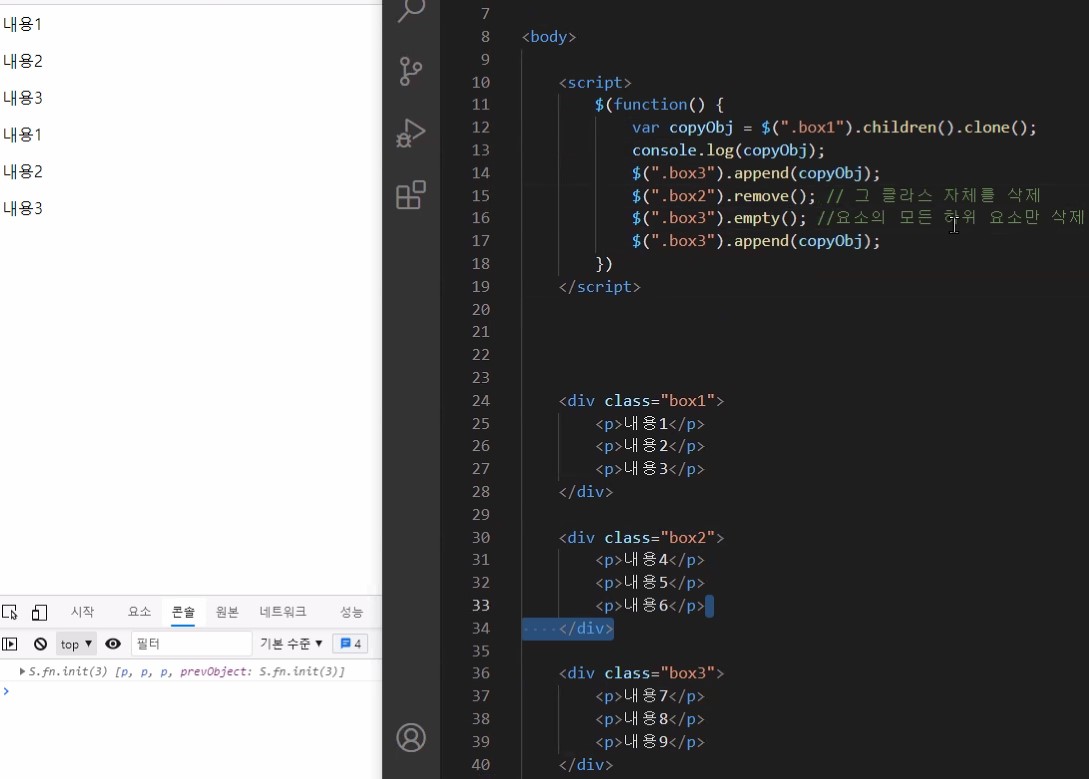 내용1
내용2
내용3
내용1
내용2
내용3
시작 요소 콘솔 원본 네트워크 성능
top ▼ 필터 기본 수준 ▼ 4
▶ S.fn.init(3) [p, p, p, prevObject: S.fn.init(3)]
>
7
8 <body>
9
10 <script>
11 $(function() {
12 var copyObj = $(".box1").children().clone();
13 console.log(copyObj);
14 $(".box3").append(copyObj);
15 $(".box2").remove(); // 그 클라스 자체를 삭제
16 $(".box3").empty(); //요소의 모든 하위 요소만 삭제
17 $(".box3").append(copyObj);
18 })
19 </script>
20
21
22
23
24 <div class="box1">
25 <p>내용1</p>
26 <p>내용2</p>
27 <p>내용3</p>
28 </div>
29
30 <div class="box2">
31 <p>내용4</p>
32 <p>내용5</p>
33 <p>내용6</p>
34 </div>
35
36 <div class="box3">
37 <p>내용7</p>
38 <p>내용8</p>
39 <p>내용9</p>
40 </div>